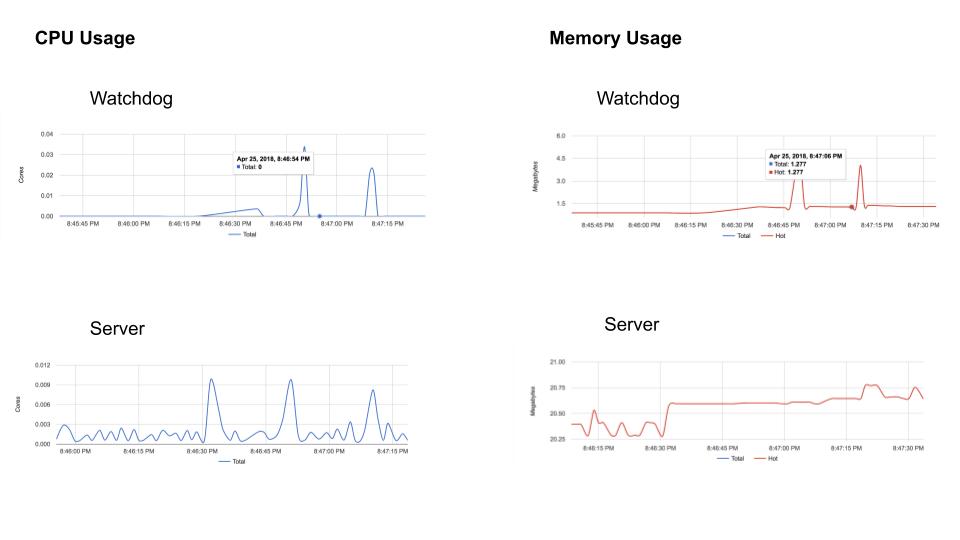 CPU Usage
Memory Usage
Watchdog
0.04
0.03
0.02
0.01
0.00
Cores
Apr 25, 2018, 8:46:54 PM
Total: 0
8:45:45 PM 8:46:00 PM 8:46:15 PM 8:46:30 PM 8:46:45 PM 8:47:00 PM 8:47:15 PM
Total
Watchdog
6.0
4.5
3.0
1.5
Megabytes
Apr 25, 2018, 8:47:06 PM
Total: 1.277
Hot: 1.277
8:45:45 PM 8:46:00 PM 8:46:15 PM 8:46:30 PM 8:46:45 PM 8:47:00 PM 8:47:15 PM 8:47:30 PM
Total Hot
Server
0.012
0.009
0.006
0.003
0.000
Cores
8:46:00 PM 8:46:15 PM 8:46:30 PM 8:46:45 PM 8:47:00 PM 8:47:15 PM
Total
Server
21.00
20.75
20.50
20.25
Megabytes
8:46:15 PM 8:46:30 PM 8:46:45 PM 8:47:00 PM 8:47:15 PM 8:47:30 PM
Total Hot